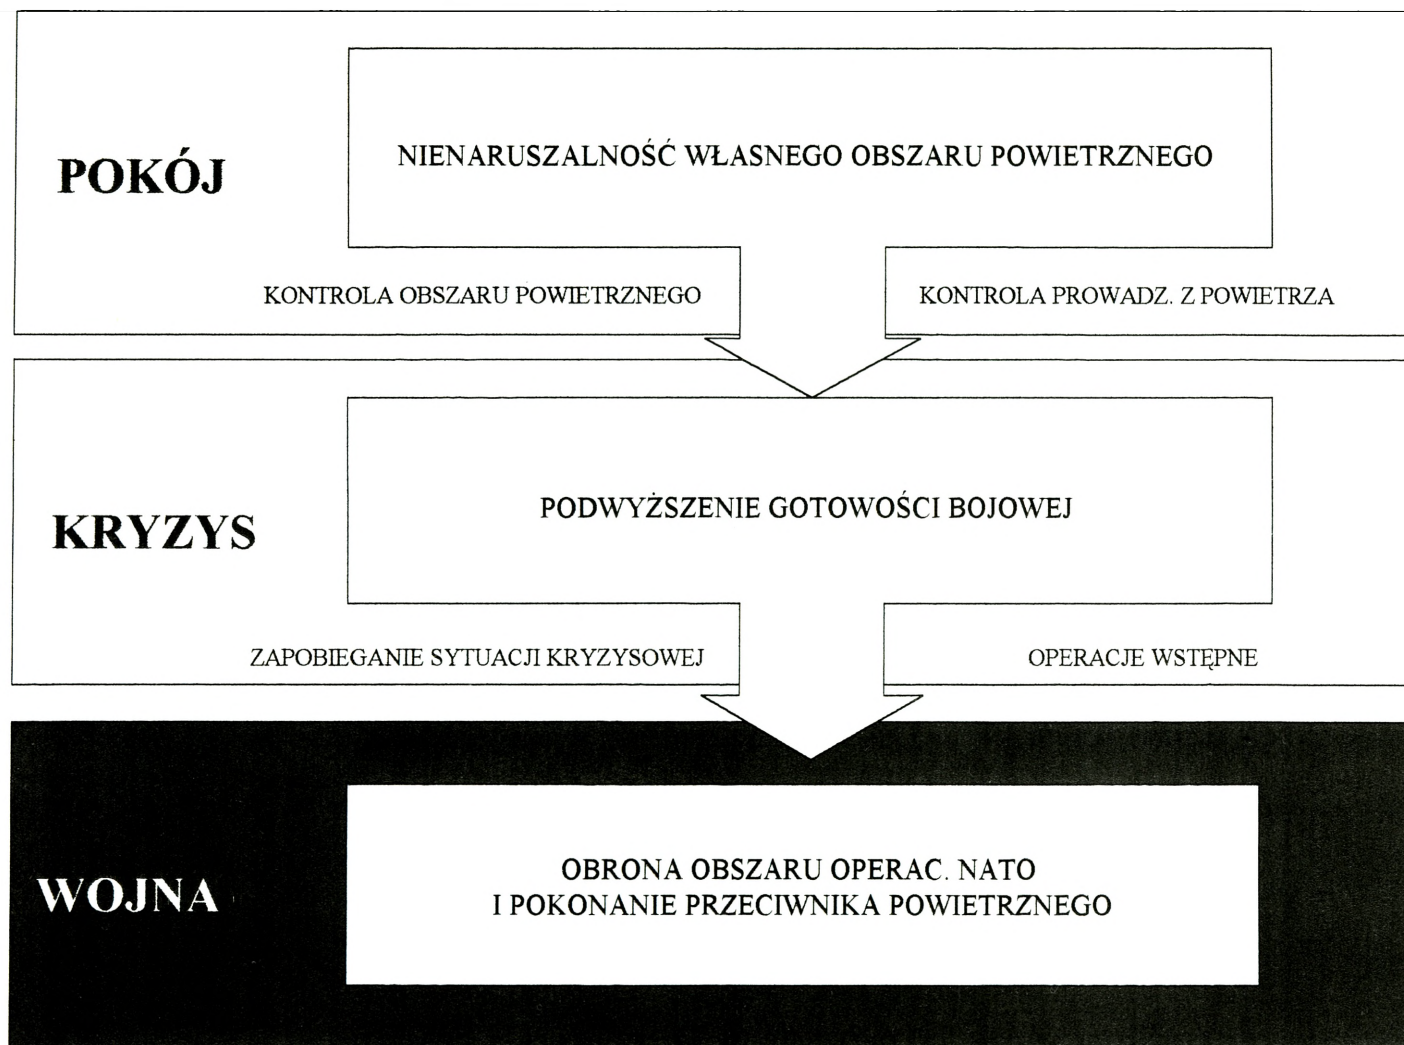 POKÓJ
NIENARUSZALNOŚĆ WŁASNEGO OBSZARU POWIETRZNEGO
KONTROLA OBSZARU POWIETRZNEGO
KONTROLA PROWADZ. Z POWIETRZA
KRYZYS
PODWYŻSZENIE GOTOWOŚCI BOJOWEJ
ZAPOBIEGANIE SYTUACJI KRYZYSOWEJ
OPERACJE WSTĘPNE
WOJNA
OBRONA OBSZARU OPERAC. NATO
I POKONANIE PRZECIWNIKA POWIETRZNEGO